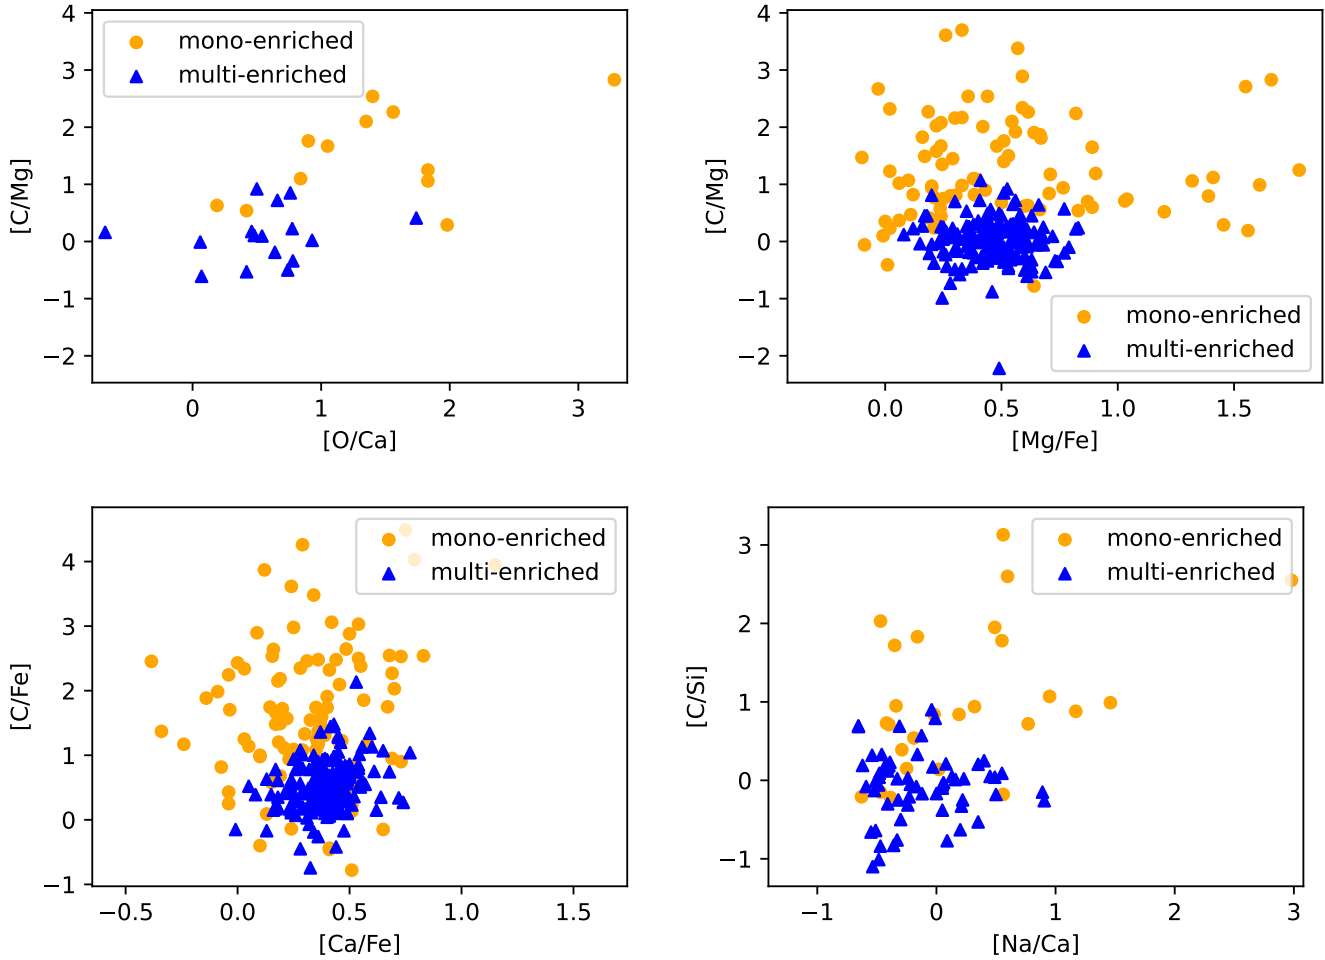 4
3
2
1
0
−1
−2
[C/Mg]
mono-enriched
multi-enriched
0
1
2
3
[O/Ca]
4
3
2
1
0
−1
−2
[C/Mg]
mono-enriched
multi-enriched
0.0
0.5
1.0
1.5
[Mg/Fe]
4
3
2
1
0
−1
[C/Fe]
mono-enriched
multi-enriched
−0.5
0.0
0.5
1.0
1.5
[Ca/Fe]
3
2
1
0
−1
[C/Si]
mono-enriched
multi-enriched
−1
0
1
2
3
[Na/Ca]